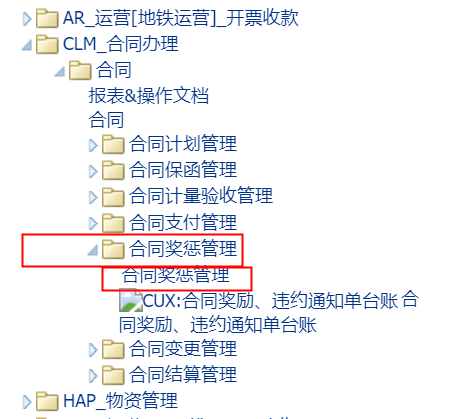 AR_运营[地铁运营]_开票收款
CLM_合同办理
合同
报表&操作文档
合同
合同计划管理
合同保函管理
合同计量验收管理
合同支付管理
合同奖惩管理
合同奖惩管理
CUX:合同奖励、违约通知单台账 合
同奖励、违约通知单台账
合同变更管理
合同结算管理
HAP_物资管理